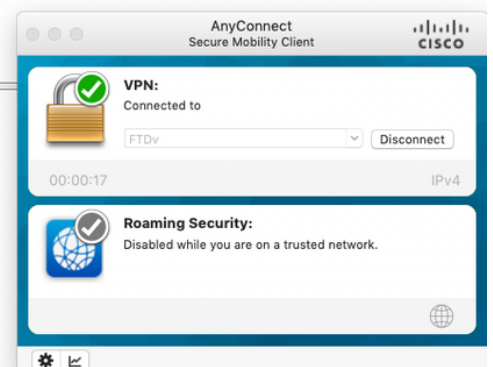 AnyConnect
Secure Mobility Client
CISCO
VPN:
Connected to
FTDv
Disconnect
00:00:17
IPv4
Roaming Security:
Disabled while you are on a trusted network.